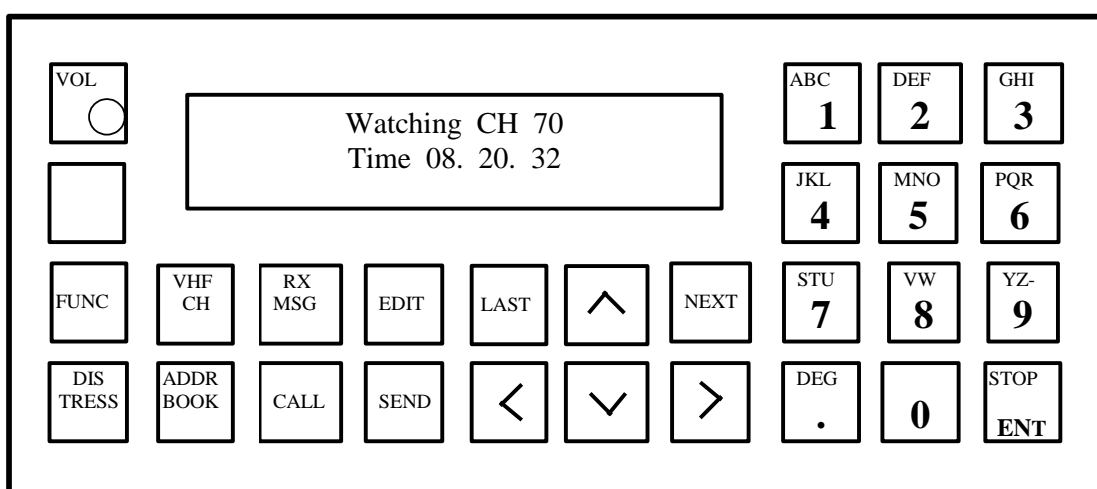 VOL
Watching CH 70
Time 08. 20. 32
ABC
1
DEF
2
GHI
3
JKL
4
MNO
5
PQR
6
FUNC
VHF
CH
RX
MSG
EDIT
LAST
NEXT
STU
7
VW
8
YZ-
9
DIS
TRESS
ADDR
BOOK
CALL
SEND
DEG
.
0
STOP
ENT